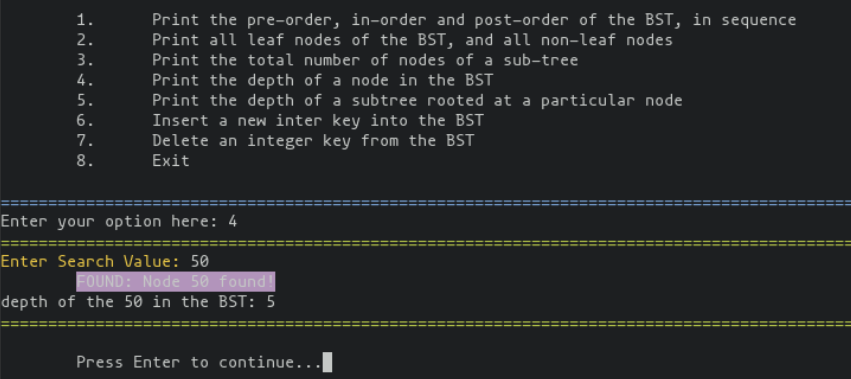 1. Print the pre-order, in-order and post-order of the BST, in sequence
2. Print all leaf nodes of the BST, and all non-leaf nodes
3. Print the total number of nodes of a sub-tree
4. Print the depth of a node in the BST
5. Print the depth of a subtree rooted at a particular node
6. Insert a new inter key into the BST
7. Delete an integer key from the BST
8. Exit
==========================================================================================
Enter your option here: 4
==========================================================================================
Enter Search Value: 50
FOUND: Node 50 found!
depth of the 50 in the BST: 5
==========================================================================================
Press Enter to continue...